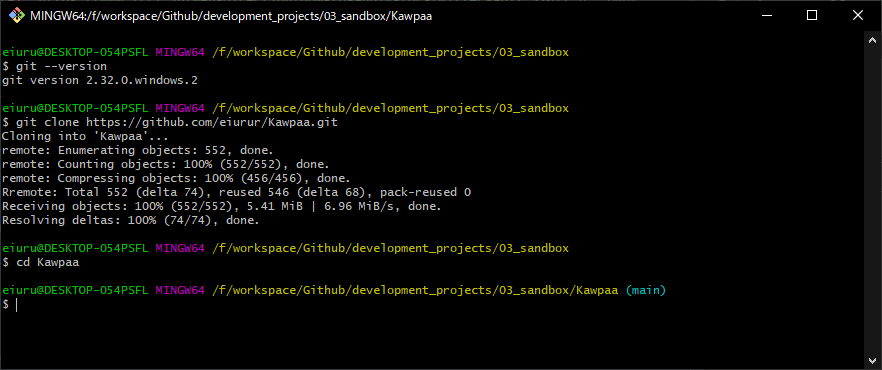 MINGW64:/f/workspace/Github/development_projects/03_sandbox/Kawpaa
eiuru@DESKTOP-O54PSFL MINGW64 /f/workspace/Github/development_projects/03_sandbox
$ git --version
git version 2.32.0.windows.2
eiuru@DESKTOP-O54PSFL MINGW64 /f/workspace/Github/development_projects/03_sandbox
$ git clone https://github.com/eiurur/Kawpaa.git
Cloning into 'Kawpaa'...
remote: Enumerating objects: 552, done.
remote: Counting objects: 100% (552/552), done.
remote: Compressing objects: 100% (456/456), done.
Rremote: Total 552 (delta 74), reused 546 (delta 68), pack-reused 0
Receiving objects: 100% (552/552), 5.41 MiB | 6.96 MiB/s, done.
Resolving deltas: 100% (74/74), done.
eiuru@DESKTOP-O54PSFL MINGW64 /f/workspace/Github/development_projects/03_sandbox
$ cd Kawpaa
eiuru@DESKTOP-O54PSFL MINGW64 /f/workspace/Github/development_projects/03_sandbox/Kawpaa (main)
$